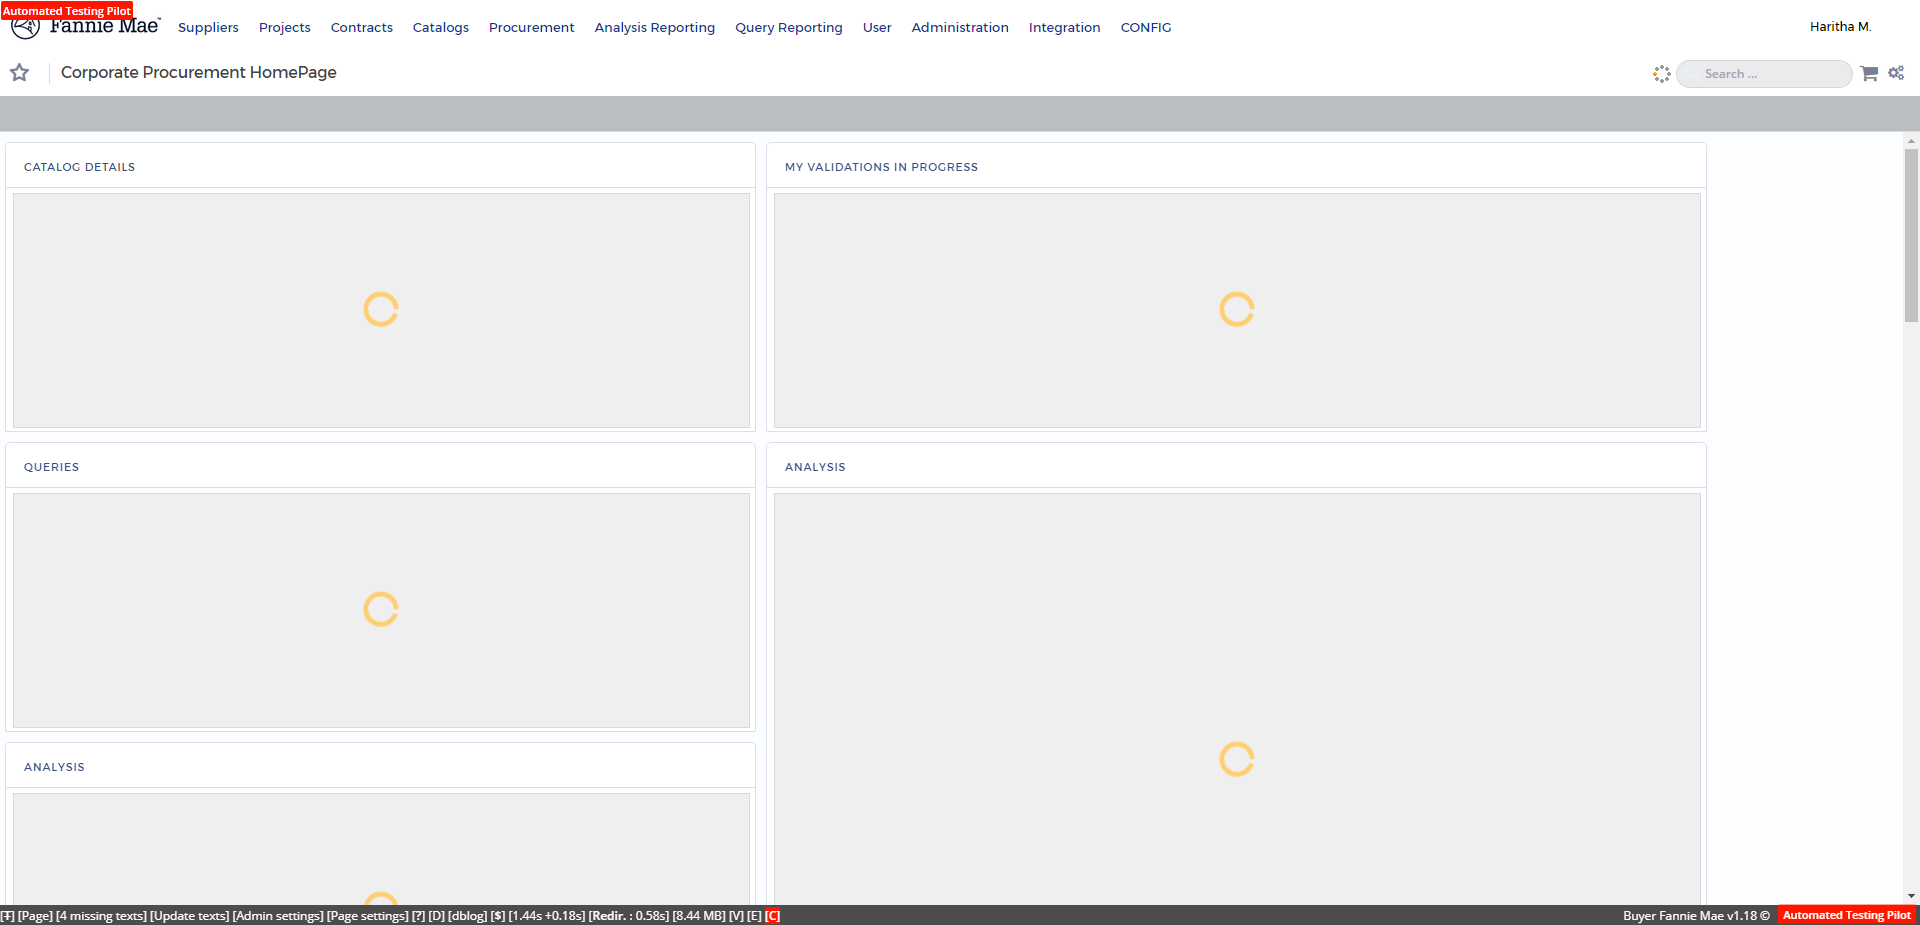 Automated Testing Pilot
Fannie Mae™
Suppliers Projects Contracts Catalogs Procurement Analysis Reporting Query Reporting User Administration Integration CONFIG
Haritha M.
Corporate Procurement HomePage
Search ...
CATALOG DETAILS
MY VALIDATIONS IN PROGRESS
QUERIES
ANALYSIS
ANALYSIS
[T] [Page] [4 missing texts] [Update texts] [Admin settings] [Page settings] [?] [D] [dblog] [$] [1.44s +0.18s] [Redir. : 0.58s] [8.44 MB] [V] [E] [C]
Buyer Fannie Mae v1.18 © Automated Testing Pilot